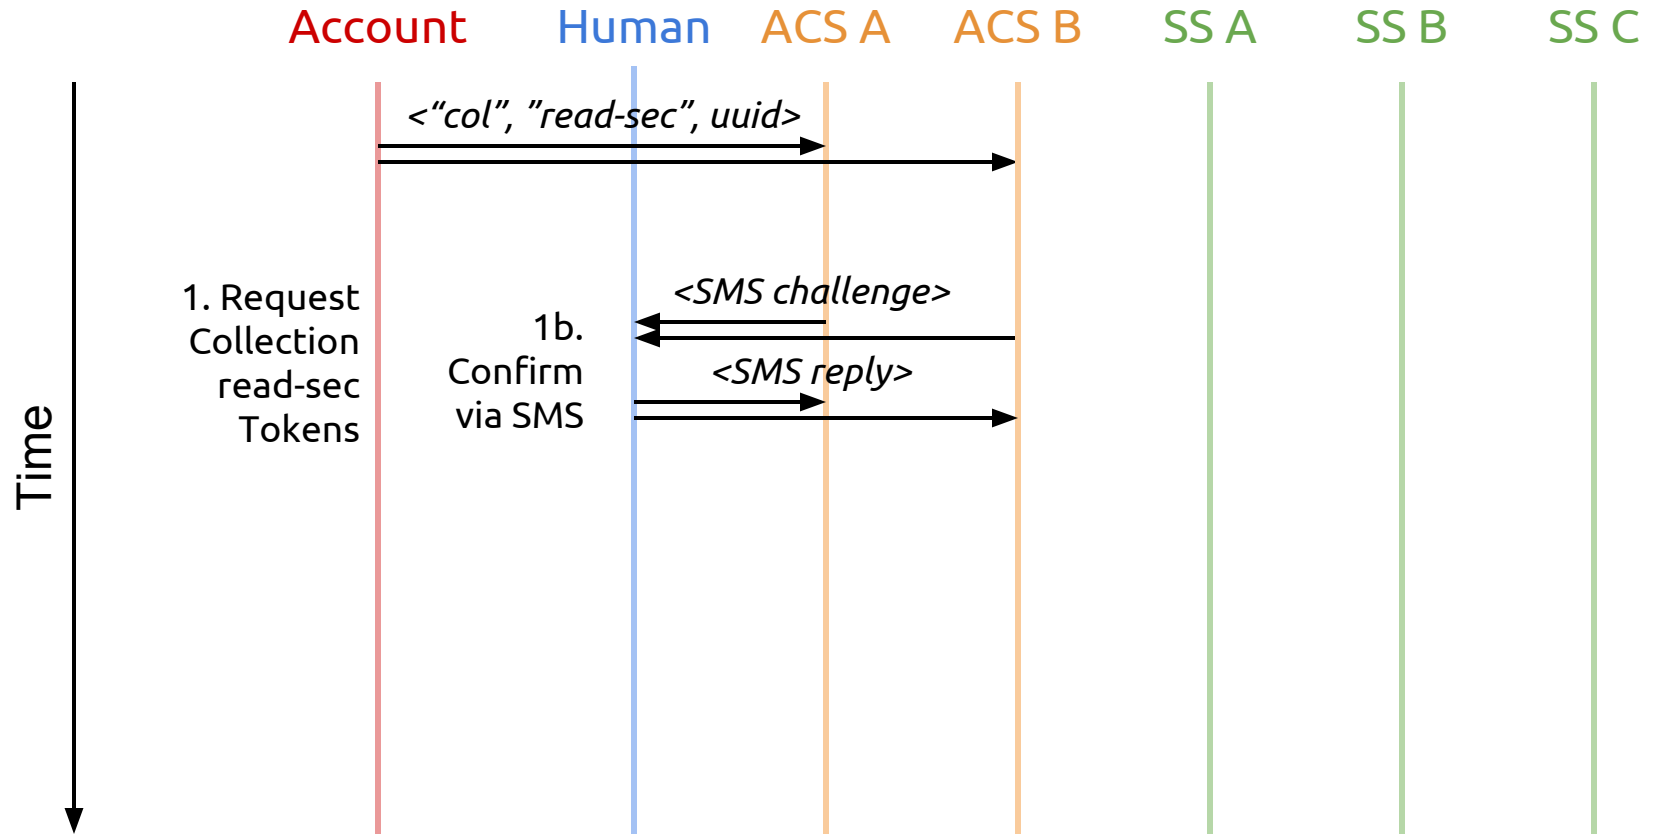 Account Human ACS A ACS B SS A SS B SS C
<“col”, ”read-sec”, uuid>
<SMS challenge>
1. Request
Collection
read-sec
Tokens
1b.
Confirm
via SMS
<SMS reply>
Time